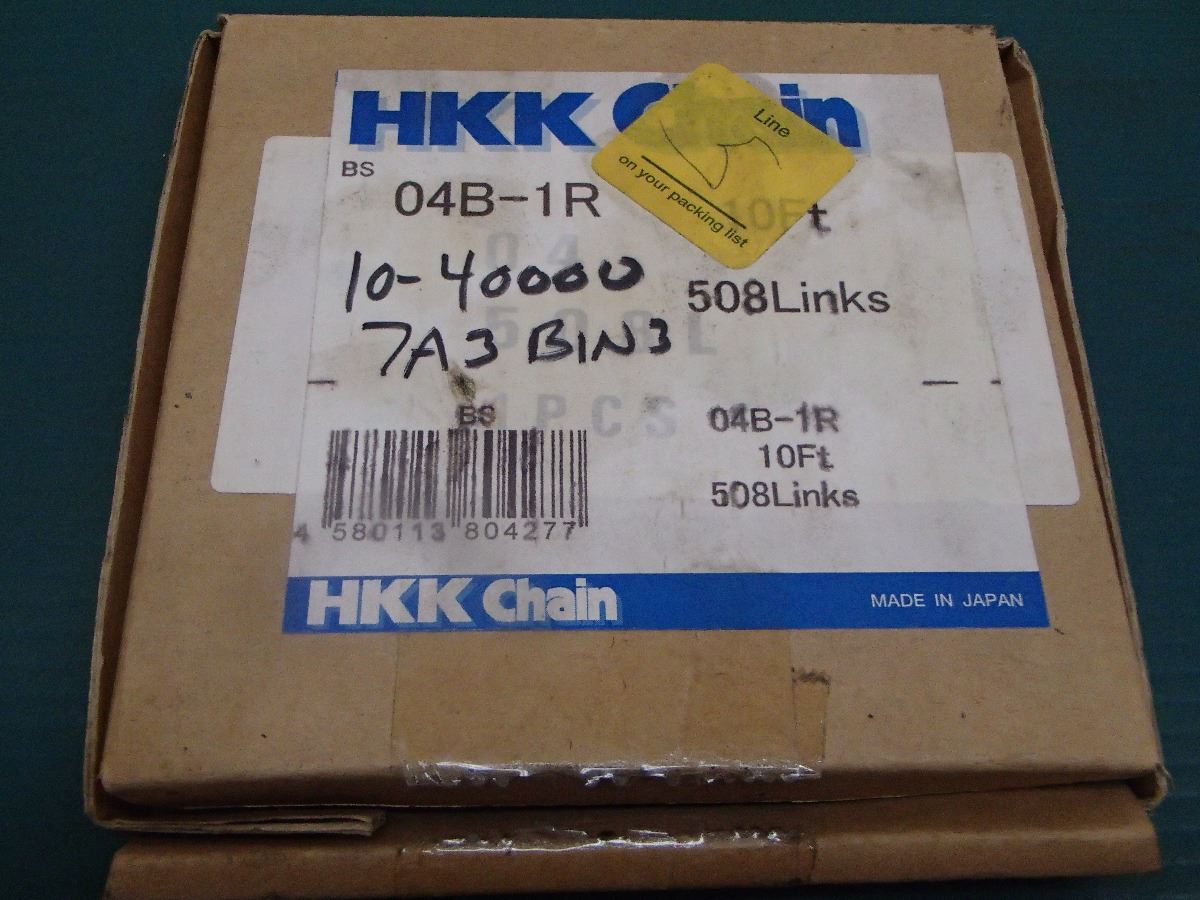 HKK Chain
Line
on your packing list
BS
04B-1R
10Ft
10-40000
508Links
7A3 BIN3
1PCS
BS
04B-1R
10Ft
508Links
4 580113 804277
HKK Chain
MADE IN JAPAN